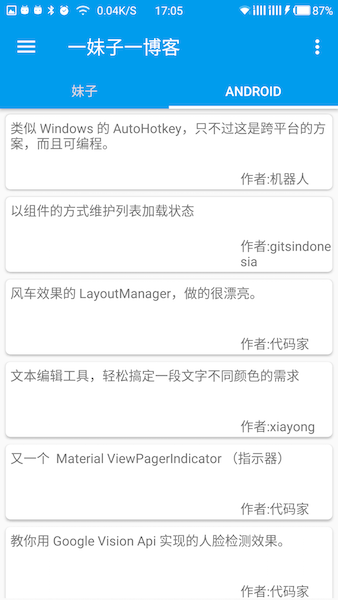 0.04K/S 17:05 87%
一妹子一博客
妹子 ANDROID
类似 Windows 的 AutoHotkey，只不过这是跨平台的方
案，而且可编程。
作者:机器人
以组件的方式维护列表加载状态
作者:gitsindone
sia
风车效果的 LayoutManager，做的很漂亮。
作者:代码家
文本编辑工具，轻松搞定一段文字不同颜色的需求
作者:xiayong
又一个 Material ViewPagerIndicator （指示器）
作者:代码家
教你用 Google Vision Api 实现的人脸检测效果。
作者:代码家